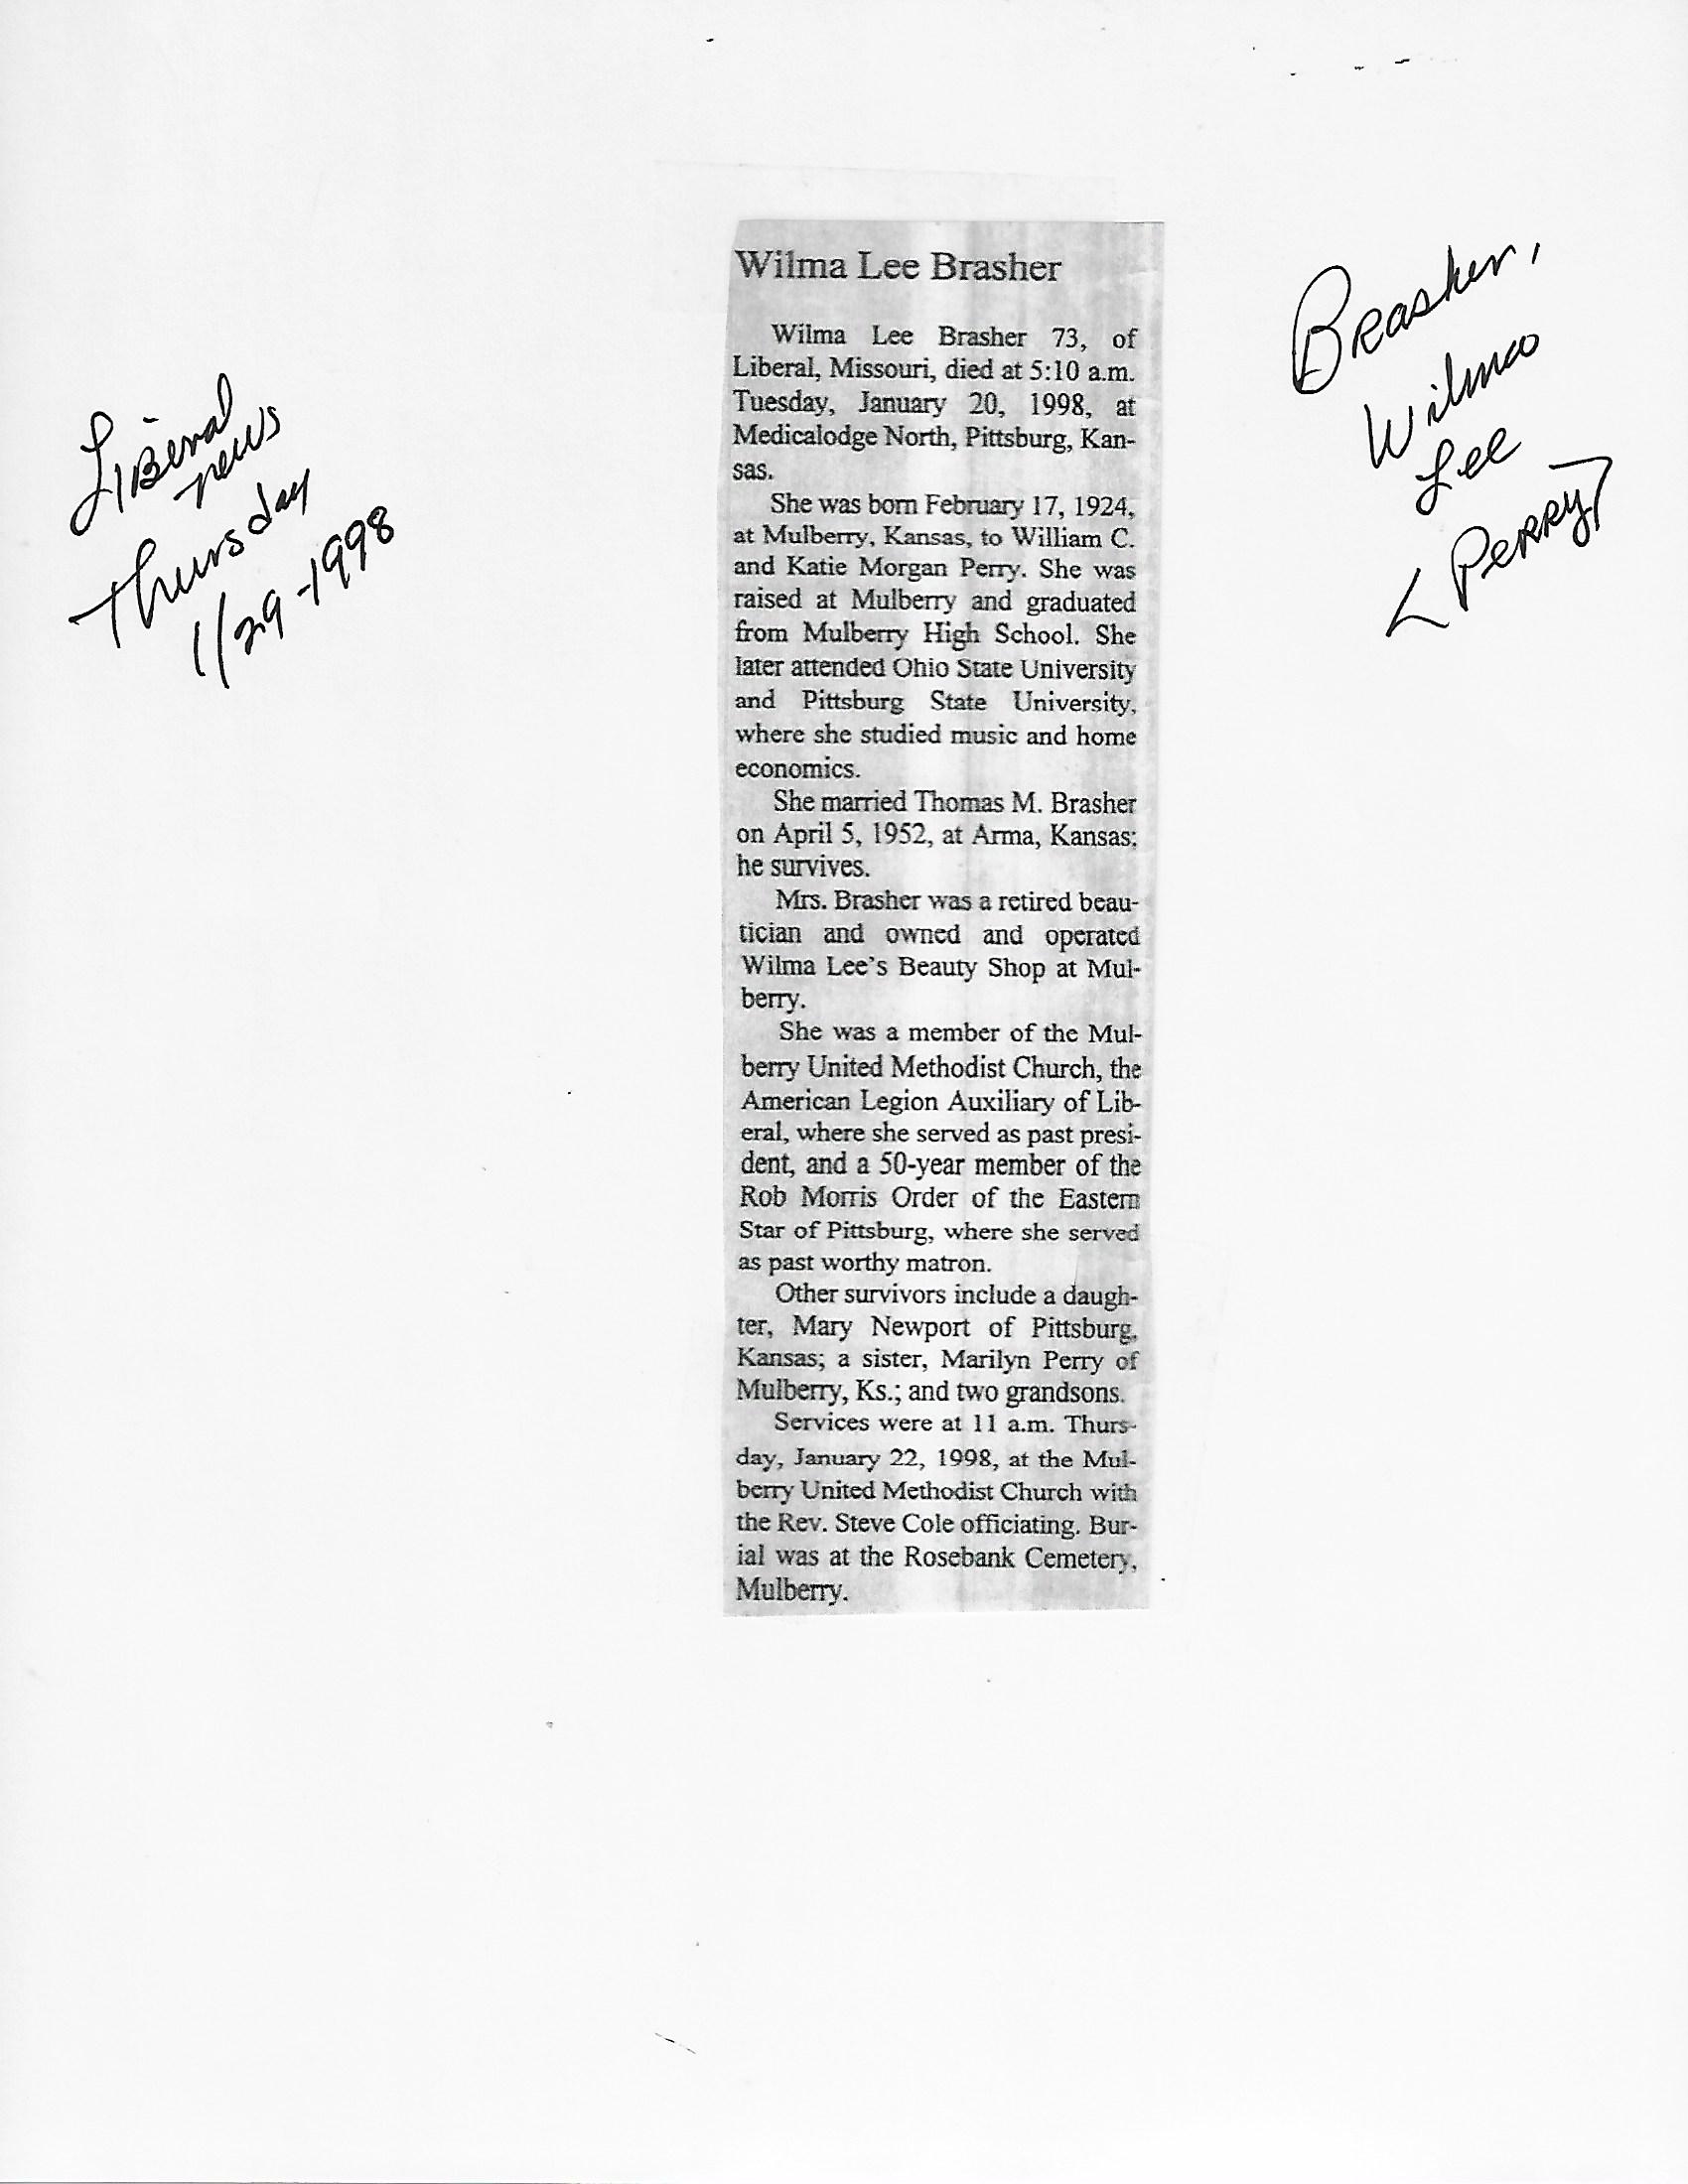 Liberal
news
Thursday
1/29-1998
Brasher,
Wilma
Lee
<Perry>
Wilma Lee Brasher
Wilma Lee Brasher 73, of
Liberal, Missouri, died at 5:10 a.m.
Tuesday, January 20, 1998, at
Medicalodge North, Pittsburg, Kan-
sas.
She was born February 17, 1924,
at Mulberry, Kansas, to William C.
and Katie Morgan Perry. She was
raised at Mulberry and graduated
from Mulberry High School. She
later attended Ohio State University
and Pittsburg State University,
where she studied music and home
economics.
She married Thomas M. Brasher
on April 5, 1952, at Arma, Kansas;
he survives.
Mrs. Brasher was a retired beau-
tician and owned and operated
Wilma Lee's Beauty Shop at Mul-
berry.
She was a member of the Mul-
berry United Methodist Church, the
American Legion Auxiliary of Lib-
eral, where she served as past presi-
dent, and a 50-year member of the
Rob Morris Order of the Eastern
Star of Pittsburg, where she served
as past worthy matron.
Other survivors include a daugh-
ter, Mary Newport of Pittsburg,
Kansas; a sister, Marilyn Perry of
Mulberry, Ks.; and two grandsons.
Services were at 11 a.m. Thurs-
day, January 22, 1998, at the Mul-
berry United Methodist Church with
the Rev. Steve Cole officiating. Bur-
ial was at the Rosebank Cemetery,
Mulberry.